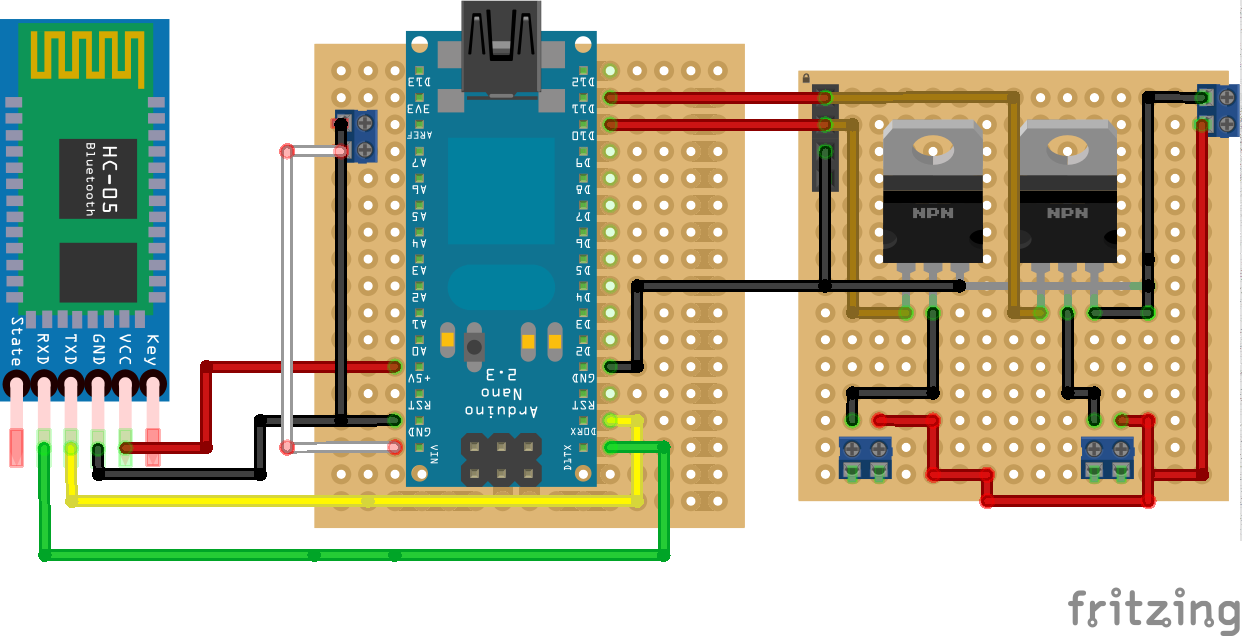 HC-05
Bluetooth
State
RXD
TXD
GND
VCC
Key
D13
3V3
AREF
A7
A6
A5
A4
A3
A2
A1
A0
+5V
RST
GND
VIN
D12
D11
D10
D9
D8
D7
D6
D5
D4
D3
D2
GND
RST
D0RX
D1TX
Arduino
Nano
2.3
NPN
NPN
fritzing